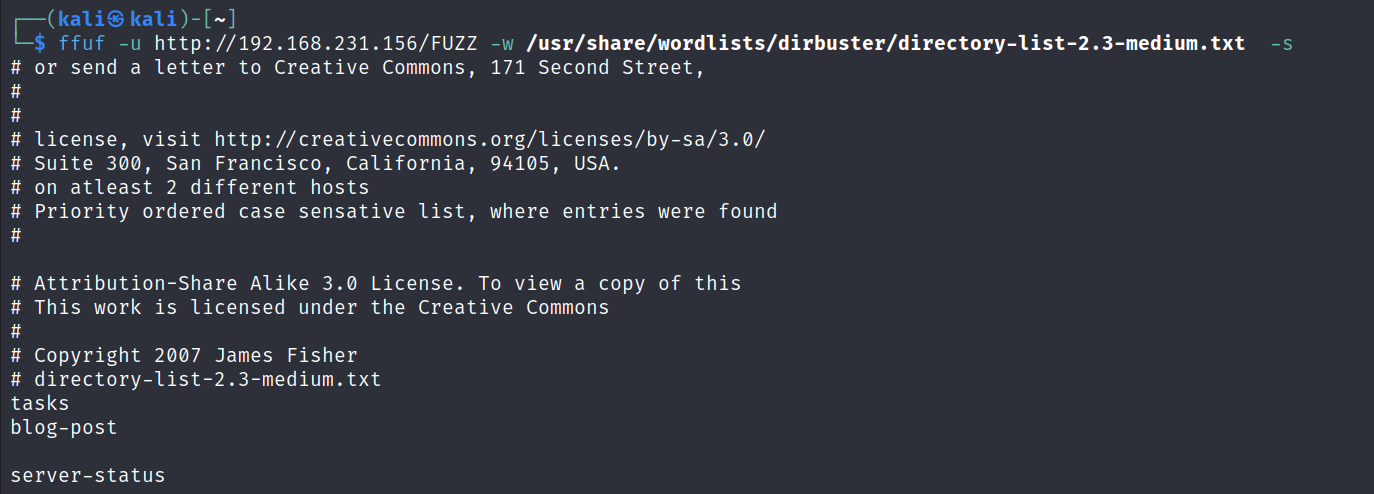 ┌──(kali㉿kali)-[~]
└─$ ffuf -u http://192.168.231.156/FUZZ -w /usr/share/wordlists/dirbuster/directory-list-2.3-medium.txt  -s
# or send a letter to Creative Commons, 171 Second Street,
#
#
# license, visit http://creativecommons.org/licenses/by-sa/3.0/
# Suite 300, San Francisco, California, 94105, USA.
# on atleast 2 different hosts
# Priority ordered case sensative list, where entries were found
#

# Attribution-Share Alike 3.0 License. To view a copy of this
# This work is licensed under the Creative Commons
#
# Copyright 2007 James Fisher
# directory-list-2.3-medium.txt
tasks
blog-post

server-status